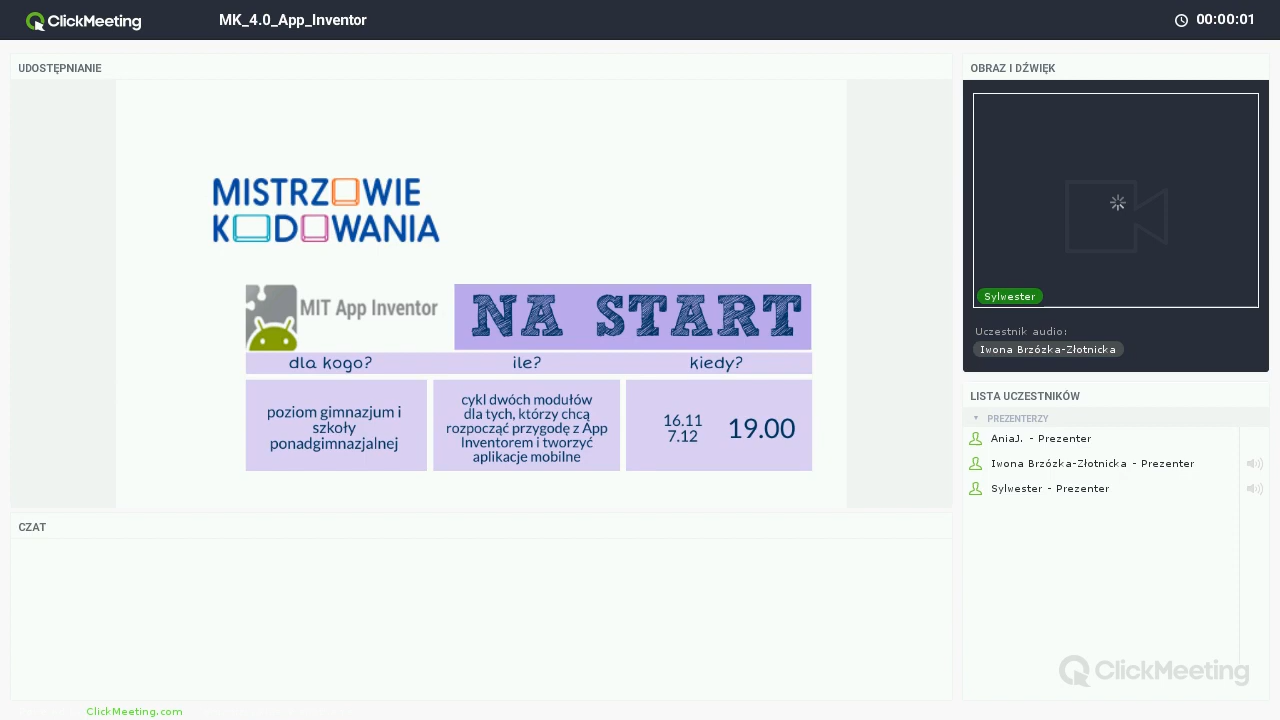 ClickMeeting
MK_4.0_App_Inventor
00:00:01
UDOSTĘPNIANIE
MISTRZOWIE
KODOWANIA
MIT App Inventor
NA START
dla kogo?
ile?
kiedy?
poziom gimnazjum i
szkoły
ponadgimnazjalnej
cykl dwóch modułów
dla tych, którzy chcą
rozpocząć przygodę z App
Inventorem i tworzyć
aplikacje mobilne
16.11
7.12
19.00
CZAT
OBRAZ I DŹWIĘK
Sylwester
Uczestnik audio:
Iwona Brzózka-Złotnicka
LISTA UCZESTNIKÓW
PREZENTERZY
AniaJ. - Prezenter
Iwona Brzózka-Złotnicka - Prezenter
Sylwester - Prezenter
ClickMeeting
ClickMeeting.com